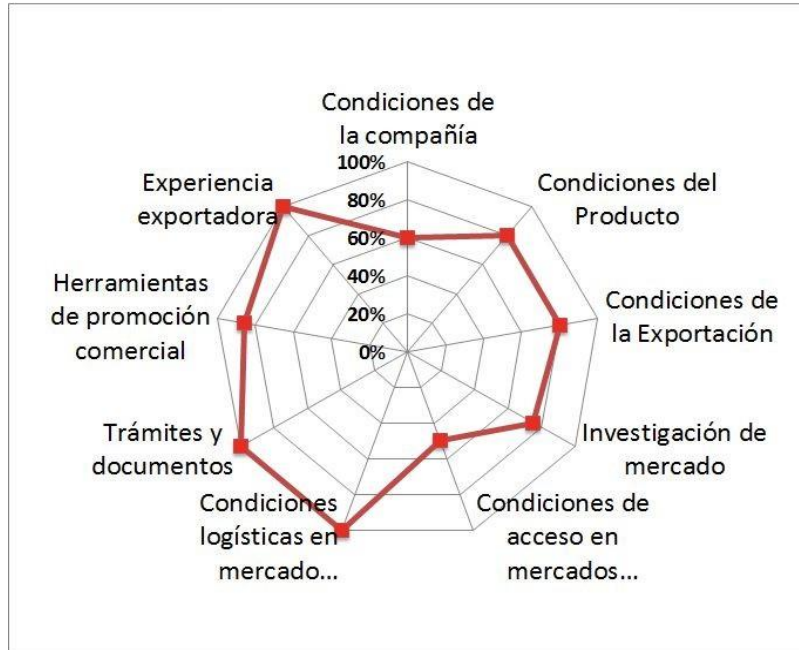 Condiciones de
la compañía
Condiciones del
Producto
Condiciones de
la Exportación
Investigación de
mercado
Condiciones de
acceso en
mercados...
Condiciones
logísticas en
mercado...
Trámites y
documentos
Herramientas
de promoción
comercial
Experiencia
exportadora
100%
80%
60%
40%
20%
0%